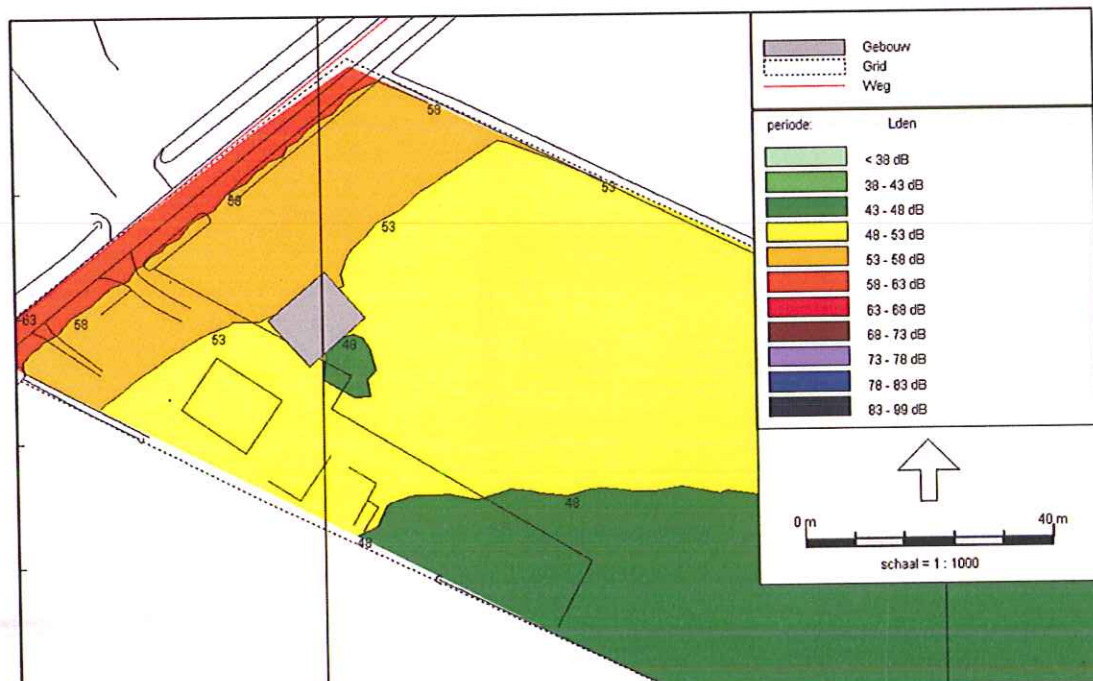 Gebouw
Grid
Weg
periode: Lden
< 38 dB
38 - 43 dB
43 - 48 dB
48 - 53 dB
53 - 58 dB
58 - 63 dB
63 - 68 dB
68 - 73 dB
73 - 78 dB
78 - 83 dB
83 - 99 dB
0 m 40 m
schaal = 1 : 1000
58
53
58
53
63
58
53
48
48
48